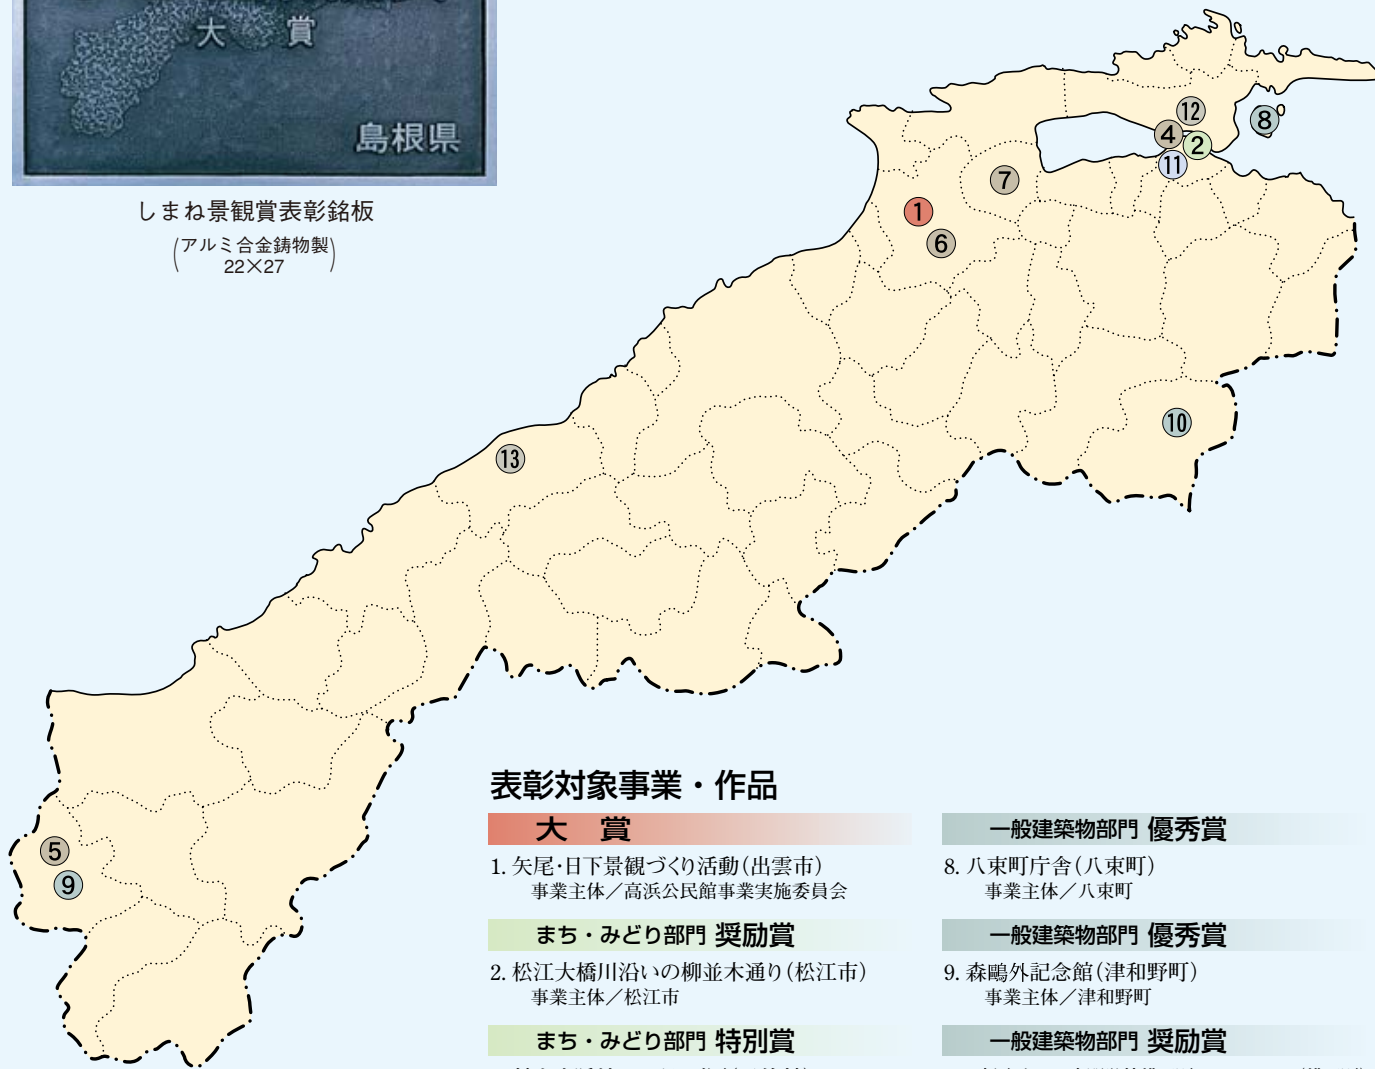 大 賞
島根県
しまね景観賞表彰銘板
(アルミ合金鋳物製)
22×27
12
4
2
8
11
7
1
6
10
13
5
9
表彰対象事業・作品
大 賞
1. 矢尾・日下景観づくり活動(出雲市)
事業主体／高浜公民館事業実施委員会
まち・みどり部門 奨励賞
2. 松江大橋川沿いの柳並木通り(松江市)
事業主体／松江市
まち・みどり部門 特別賞
一般建築物部門 優秀賞
8. 八束町庁舎(八束町)
事業主体／八束町
一般建築物部門 優秀賞
9. 森鷗外記念館(津和野町)
事業主体／津和野町
一般建築物部門 奨励賞